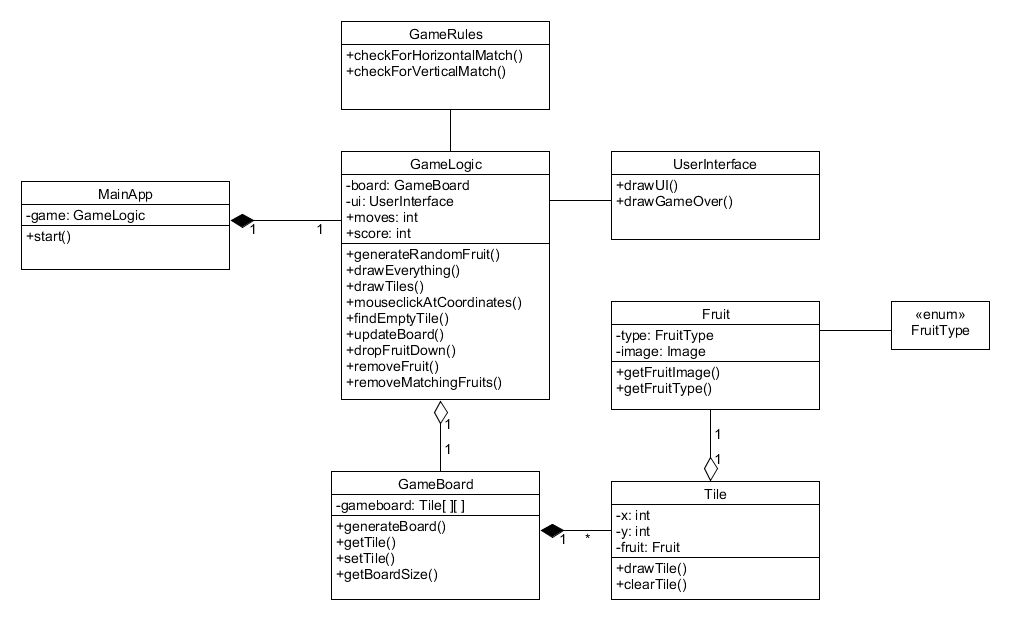 GameRules
+checkForHorizontalMatch()
+checkForVerticalMatch()
GameLogic
-board: GameBoard
-ui: UserInterface
+moves: int
+score: int
+generateRandomFruit()
+drawEverything()
+drawTiles()
+mouseclickAtCoordinates()
+findEmptyTile()
+updateBoard()
+dropFruitDown()
+removeFruit()
+removeMatchingFruits()
UserInterface
+drawUI()
+drawGameOver()
MainApp
-game: GameLogic
+start()
1
1
Fruit
-type: FruitType
-image: Image
+getFruitImage()
+getFruitType()
«enum»
FruitType
1
1
1
1
GameBoard
-gameboard: Tile[ ][ ]
+generateBoard()
+getTile()
+setTile()
+getBoardSize()
1
*
Tile
-x: int
-y: int
-fruit: Fruit
+drawTile()
+clearTile()